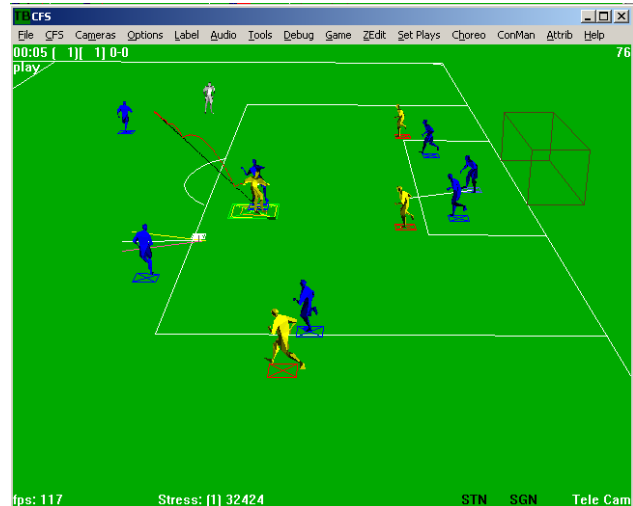 TB CFS
File CFS Cameras Options Label Audio Tools Debug Game ZEdit Set Plays Choreo ConMan Attrib Help
00:05 [ 1][ 1] 0-0 76
play
fps: 117 Stress: [1] 32424 STN SGN Tele Cam